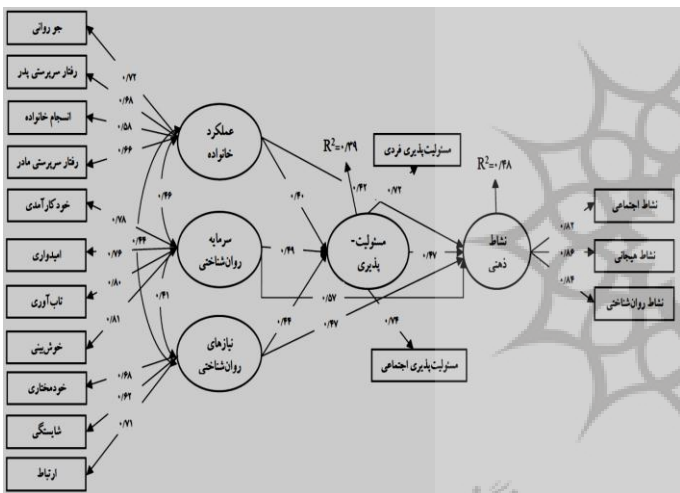 جو روانی
رفتار سرپرستی پدر
انسجام خانواده
رفتار سرپرستی مادر
خودکارآمدی
امیدواری
تاب‌آوری
خوش‌بینی
خودمختاری
شایستگی
ارتباط
۰/۷۲
۰/۶۸
۰/۵۸
۰/۶۶
۰/۷۸
۰/۷۶
۰/۸۰
۰/۸۱
۰/۶۸
۰/۶۲
۰/۷۱
۰/۴۶
۰/۴۴
۰/۴۱
عملکرد
خانواده
سرمایه
روان‌شناختی
نیازهای
روان‌شناختی
۰/۴۰
۰/۴۹
۰/۴۴
۰/۴۲
۰/۵۷
۰/۴۷
R²=۰/۳۹
مسئولیت‌پذیری فردی
۰/۷۲
مسئولیت-
پذیری
۰/۴۷
۰/۷۴
مسئولیت‌پذیری اجتماعی
R²=۰/۴۸
نشاط
ذهنی
۰/۸۲
۰/۸۶
۰/۸۴
نشاط اجتماعی
نشاط هیجانی
نشاط روان‌شناختی